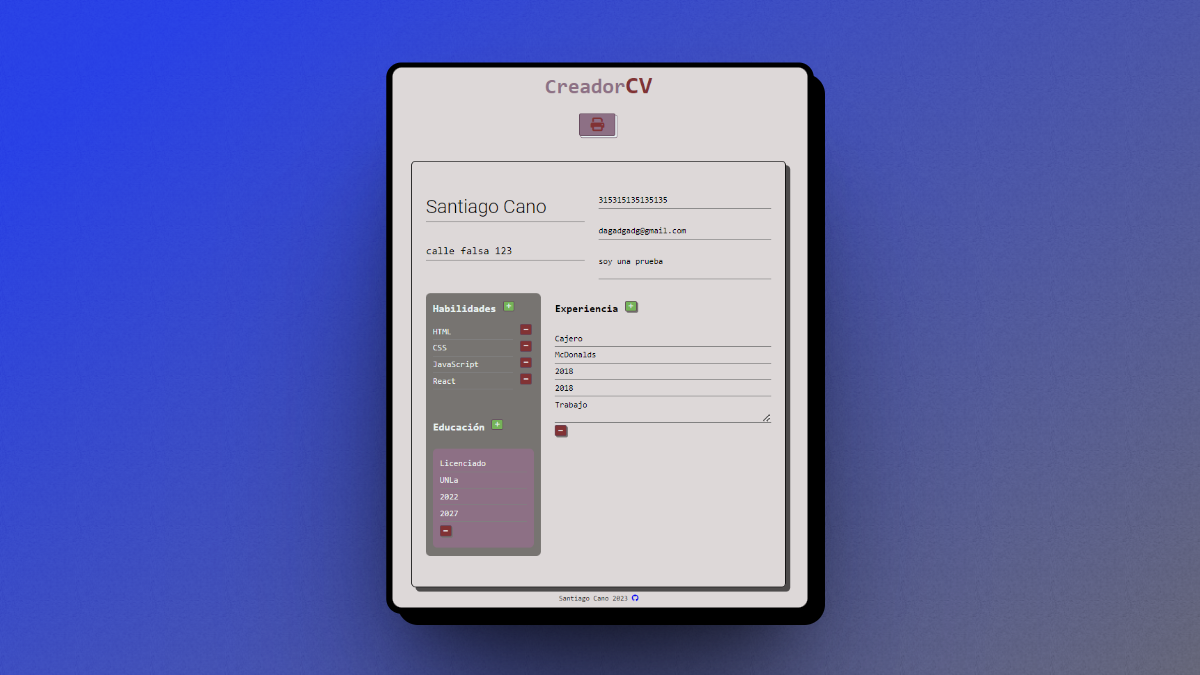 CreadorCV
Santiago Cano
calle falsa 123
315315135135135
dagadgadg@gmail.com
soy una prueba
Habilidades +
HTML -
CSS -
JavaScript -
React -
Educación +
Licenciado
UNLa
2022
2027
-
Experiencia +
Cajero
McDonalds
2018
2018
Trabajo
-
Santiago Cano 2023